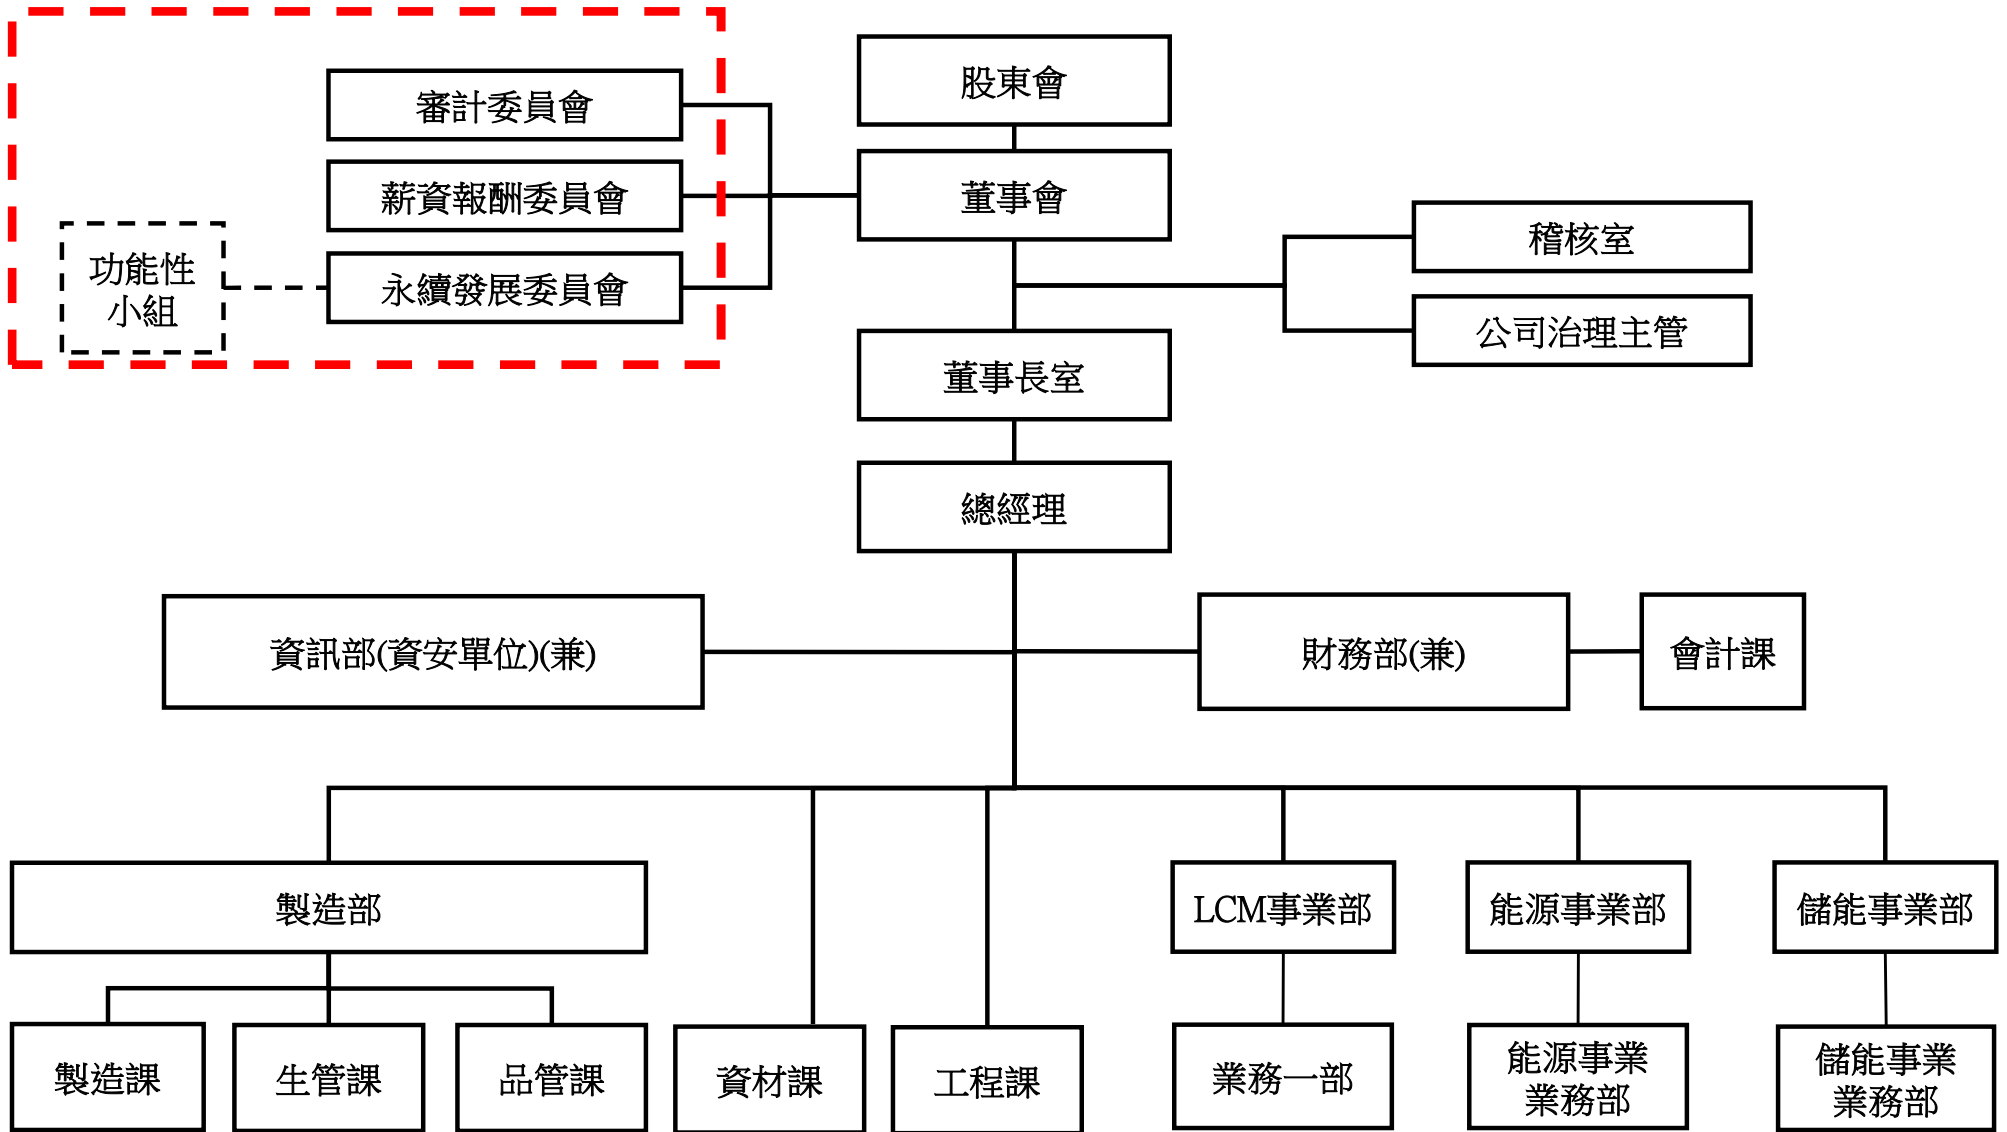 股東會
審計委員會
薪資報酬委員會
董事會
稽核室
功能性
小組
永續發展委員會
公司治理主管
董事長室
總經理
資訊部(資安單位)(兼)
財務部(兼)
會計課
製造部
LCM事業部
能源事業部
儲能事業部
製造課
生管課
品管課
資材課
工程課
業務一部
能源事業
業務部
儲能事業
業務部